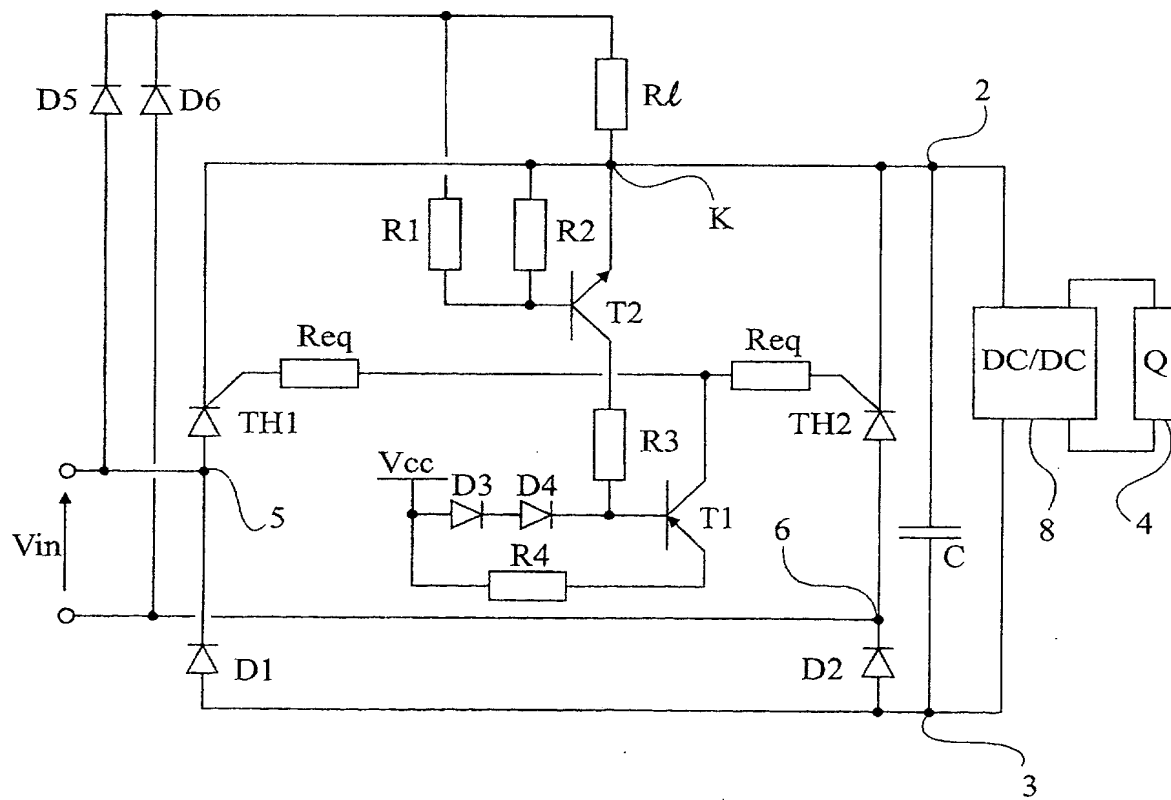 D5
D6
Rℓ
2
K
R1
R2
T2
Req
Req
DC/DC
Q
TH1
TH2
R3
Vcc
D3
D4
5
T1
8
4
Vin
6
C
R4
D1
D2
3